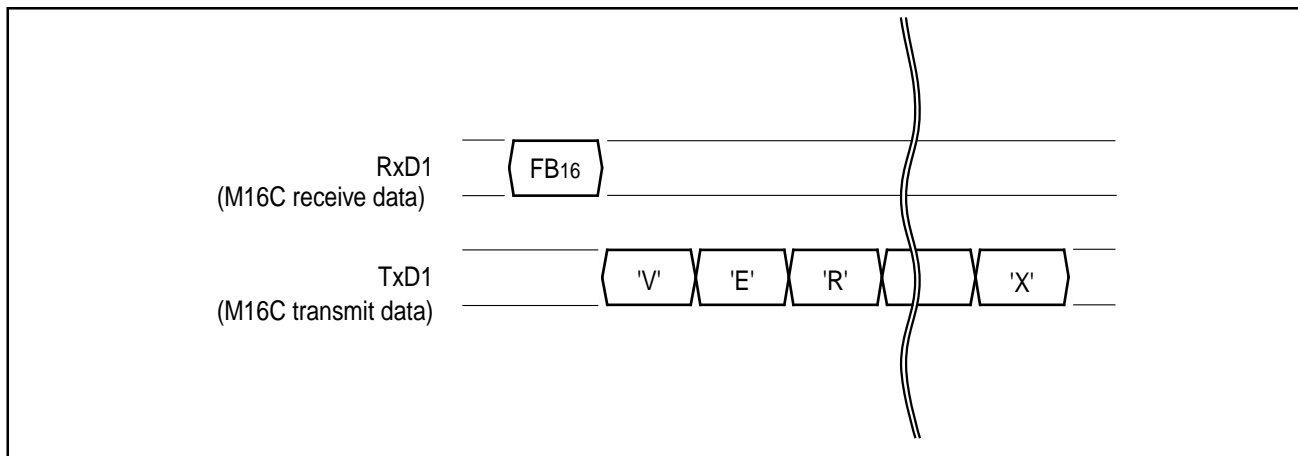 RxD1
(M16C receive data)
FB16
TxD1
(M16C transmit data)
'V' 'E' 'R' 'X'